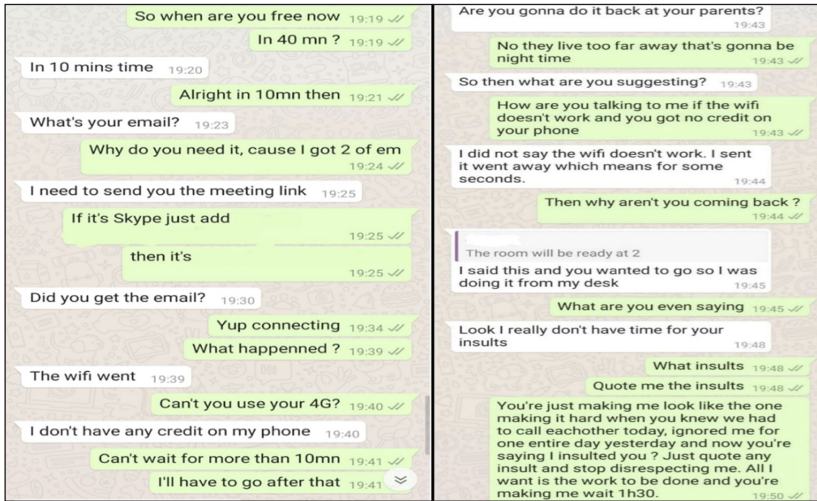 So when are you free now 19:19
In 40 mn ? 19:19
In 10 mins time 19:20
Alright in 10mn then 19:21
What's your email? 19:23
Why do you need it, cause I got 2 of em
19:24
I need to send you the meeting link 19:25
If it's Skype just add
19:25
then it's
19:25
Did you get the email? 19:30
Yup connecting 19:34
What happenned ? 19:39
The wifi went 19:39
Can't you use your 4G? 19:40
I don't have any credit on my phone 19:40
Can't wait for more than 10mn 19:41
I'll have to go after that 19:41
Are you gonna do it back at your parents?
19:43
No they live too far away that's gonna be
night time 19:43
So then what are you suggesting? 19:43
How are you talking to me if the wifi
doesn't work and you got no credit on
your phone 19:43
I did not say the wifi doesn't work. I sent
it went away which means for some
seconds. 19:44
Then why aren't you coming back ?
19:44
The room will be ready at 2
I said this and you wanted to go so I was
doing it from my desk 19:45
What are you even saying 19:45
Look I really don't have time for your
insults 19:48
What insults 19:48
Quote me the insults 19:48
You're just making me look like the one
making it hard when you knew we had
to call eachother today, ignored me for
one entire day yesterday and now you're
saying I insulted you ? Just quote any
insult and stop disrespecting me. All I
want is the work to be done and you're
making me wait 1h30. 19:50